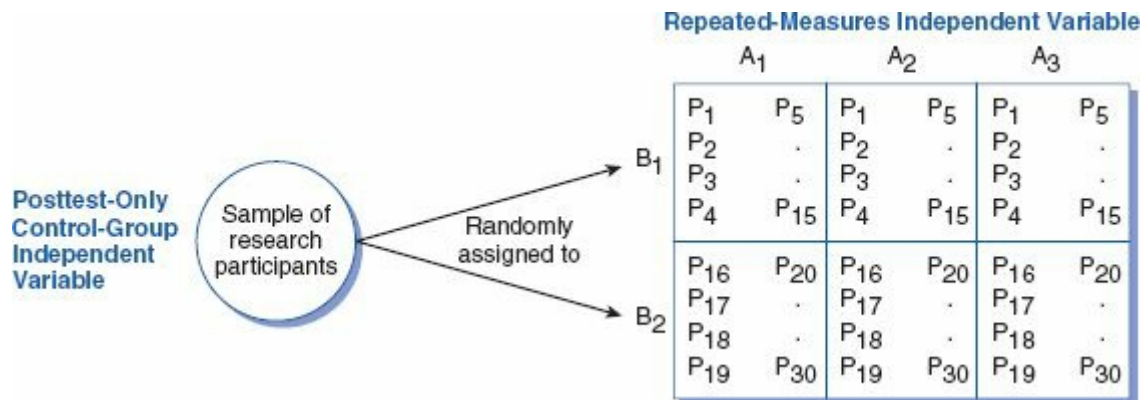 Repeated-Measures Independent Variable
A₁ A₂ A₃
Posttest-Only
Control-Group
Independent
Variable
Sample of
research
participants
Randomly
assigned to
B₁
P₁ P₅ P₁ P₅ P₁ P₅
P₂ . P₂ . P₂ .
P₃ . P₃ . P₃ .
P₄ P₁₅ P₄ P₁₅ P₄ P₁₅
B₂
P₁₆ P₂₀ P₁₆ P₂₀ P₁₆ P₂₀
P₁₇ . P₁₇ . P₁₇ .
P₁₈ . P₁₈ . P₁₈ .
P₁₉ P₃₀ P₁₉ P₃₀ P₁₉ P₃₀